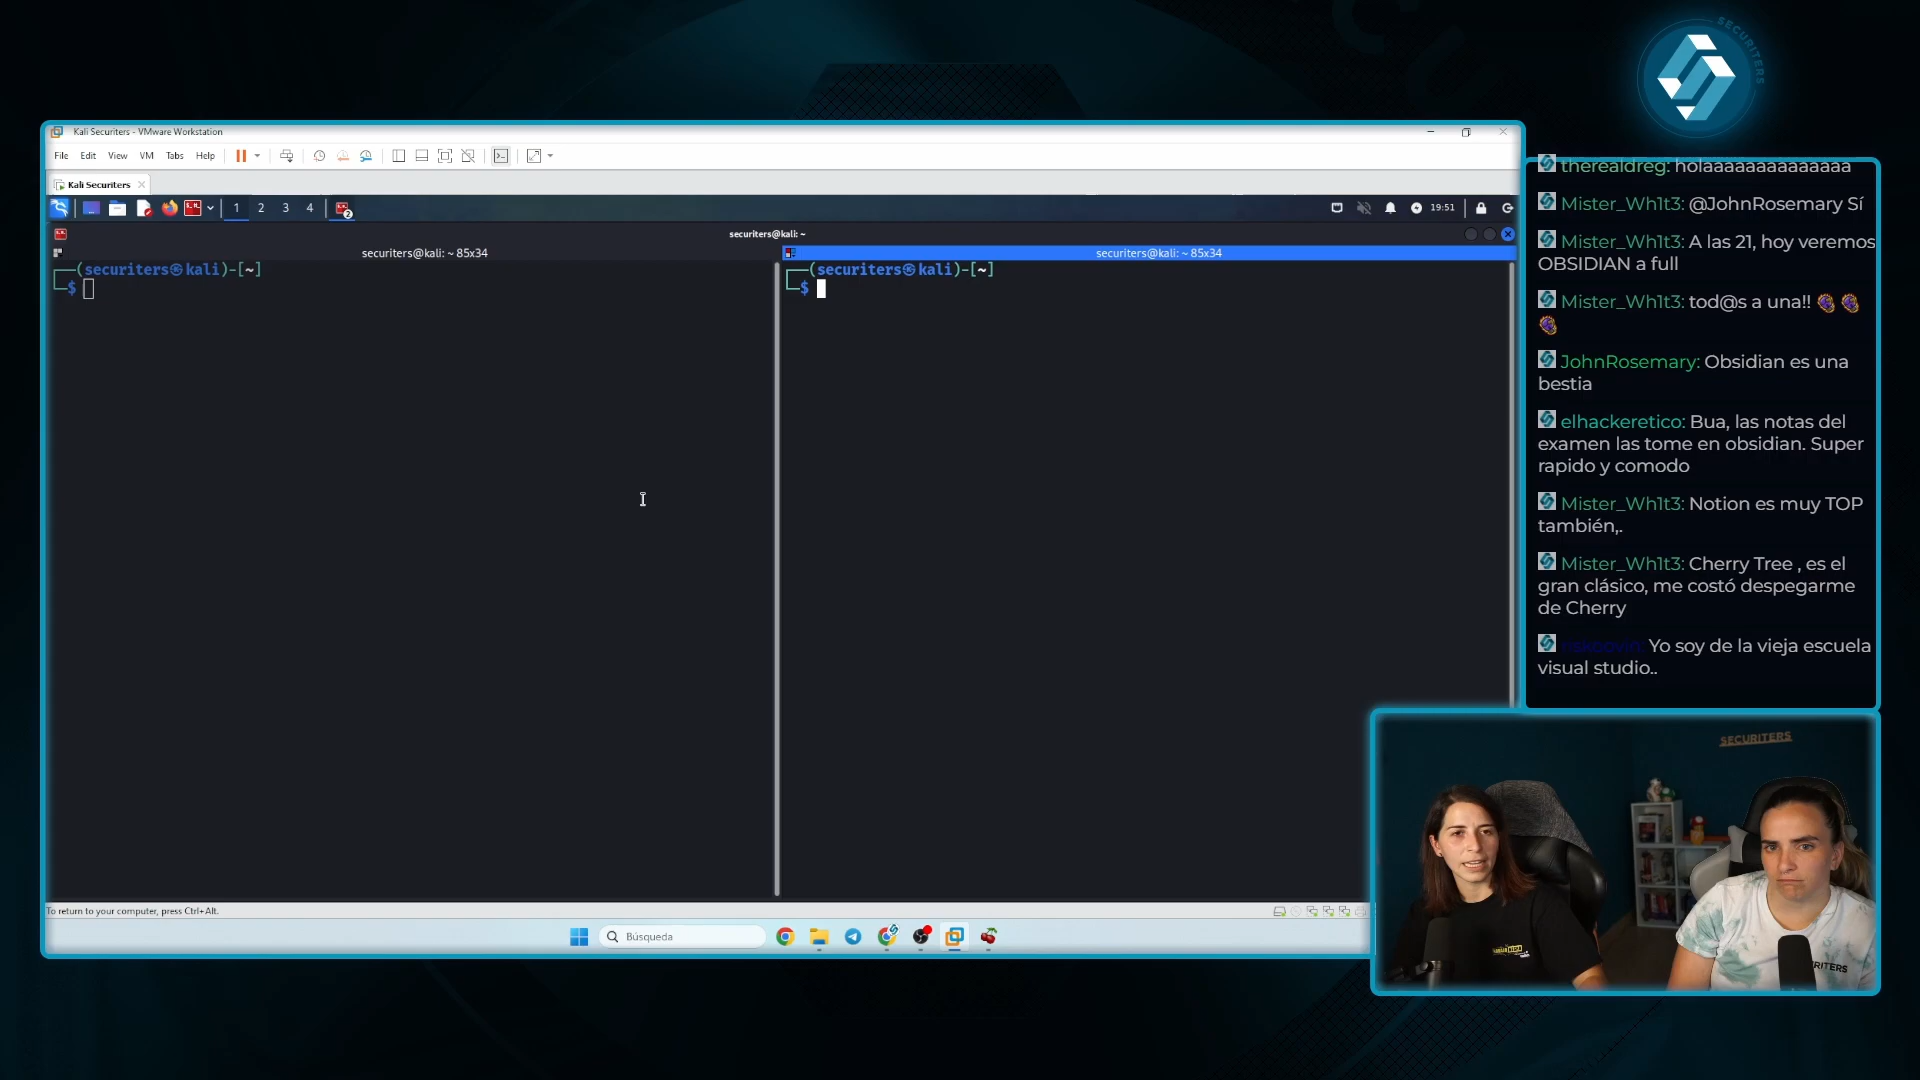 SECURITERS
Kali Securiters - VMware Workstation
File Edit View VM Tabs Help
Kali Securiters
1 2 3 4
2
19:51
securiters@kali: ~
securiters@kali: ~ 85x34
(securiters㉿kali)-[~]
$
securiters@kali: ~ 85x34
(securiters㉿kali)-[~]
$
To return to your computer, press Ctrl+Alt.
Búsqueda
therealdreg: holaaaaaaaaaaaaaa
Mister_Wh1t3: @JohnRosemary Sí
Mister_Wh1t3: A las 21, hoy veremos
OBSIDIAN a full
Mister_Wh1t3: tod@s a una!!
JohnRosemary: Obsidian es una
bestia
elhackeretico: Bua, las notas del
examen las tome en obsidian. Super
rapido y comodo
Mister_Wh1t3: Notion es muy TOP
también,.
Mister_Wh1t3: Cherry Tree , es el
gran clásico, me costó despegarme
de Cherry
Yo soy de la vieja escuela
visual studio..
SECURITERS